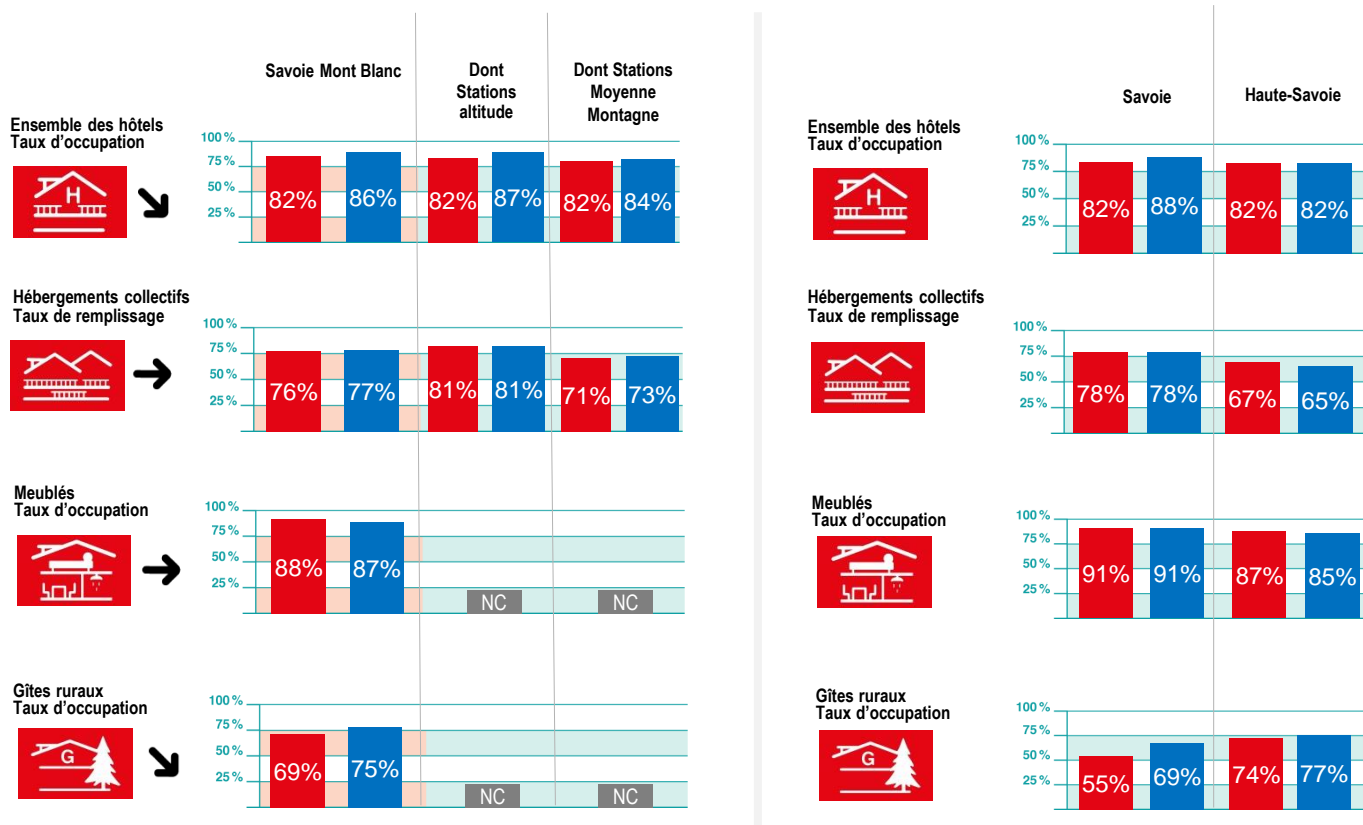 Savoie Mont Blanc
Dont
Stations
altitude
Dont Stations
Moyenne
Montagne
Ensemble des hôtels
Taux d'occupation
H
100 %
75 %
50 %
25 %
82% 86% 82% 87% 82% 84%
Hébergements collectifs
Taux de remplissage
100 %
75 %
50 %
25 %
76% 77% 81% 81% 71% 73%
Meublés
Taux d'occupation
100 %
75 %
50 %
25 %
88% 87% NC NC
Gîtes ruraux
Taux d'occupation
G
100 %
75 %
50 %
25 %
69% 75% NC NC
Savoie Haute-Savoie
Ensemble des hôtels
Taux d'occupation
H
100 %
75 %
50 %
25 %
82% 88% 82% 82%
Hébergements collectifs
Taux de remplissage
100 %
75 %
50 %
25 %
78% 78% 67% 65%
Meublés
Taux d'occupation
100 %
75 %
50 %
25 %
91% 91% 87% 85%
Gîtes ruraux
Taux d'occupation
G
100 %
75 %
50 %
25 %
55% 69% 74% 77%